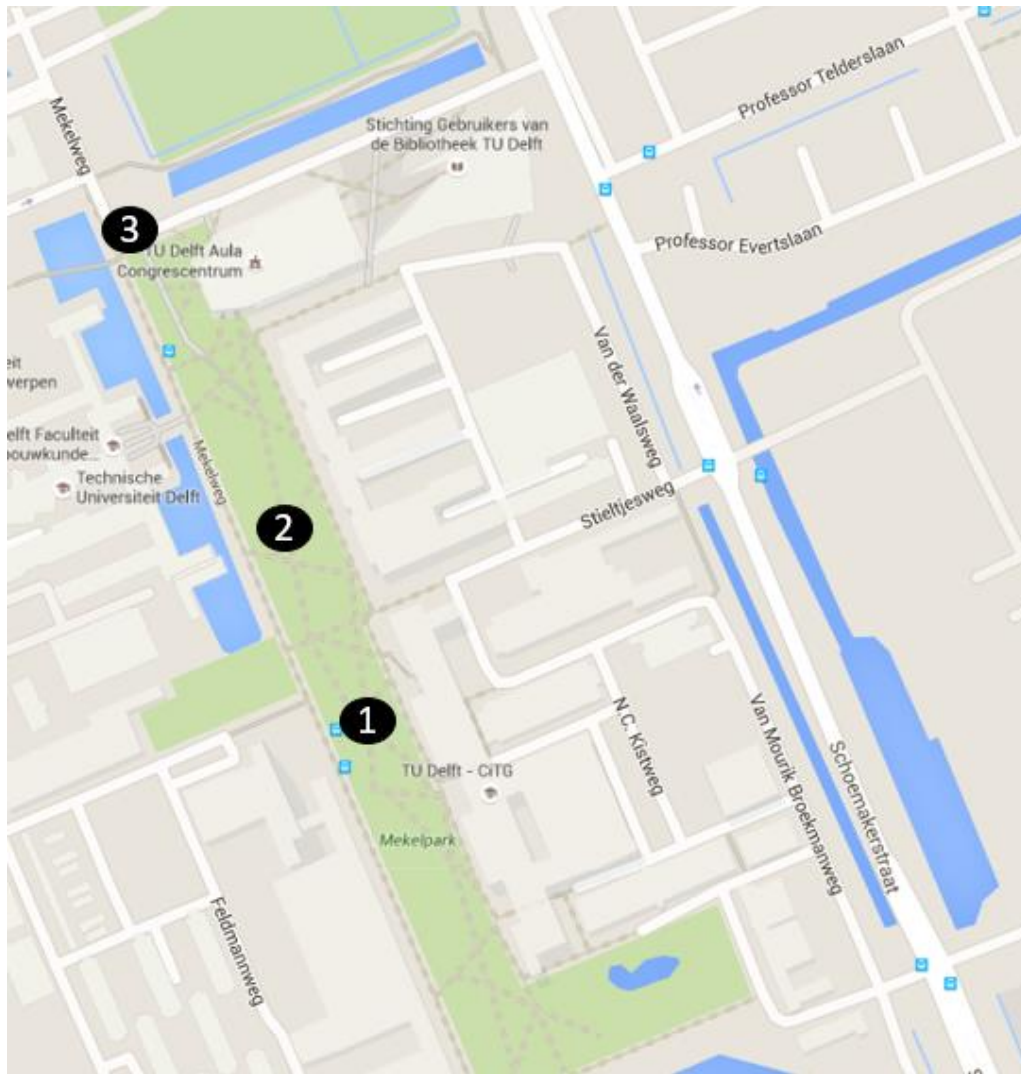 Mekelweg
Professor Telderslaan
Stichting Gebruikers van
de Bibliotheek TU Delft
3
TU Delft Aula
Congrescentrum
Professor Evertslaan
eit
werpen
Van der Waalsweg
elft Faculteit
ouwkunde...
Technische
Universiteit Delft
Mekelweg
Stieltjesweg
2
1
N.C. Kistweg
Van Mourik Broekmanweg
Schoemakerstraat
TU Delft - CiTG
Mekelpark
Feldmannweg